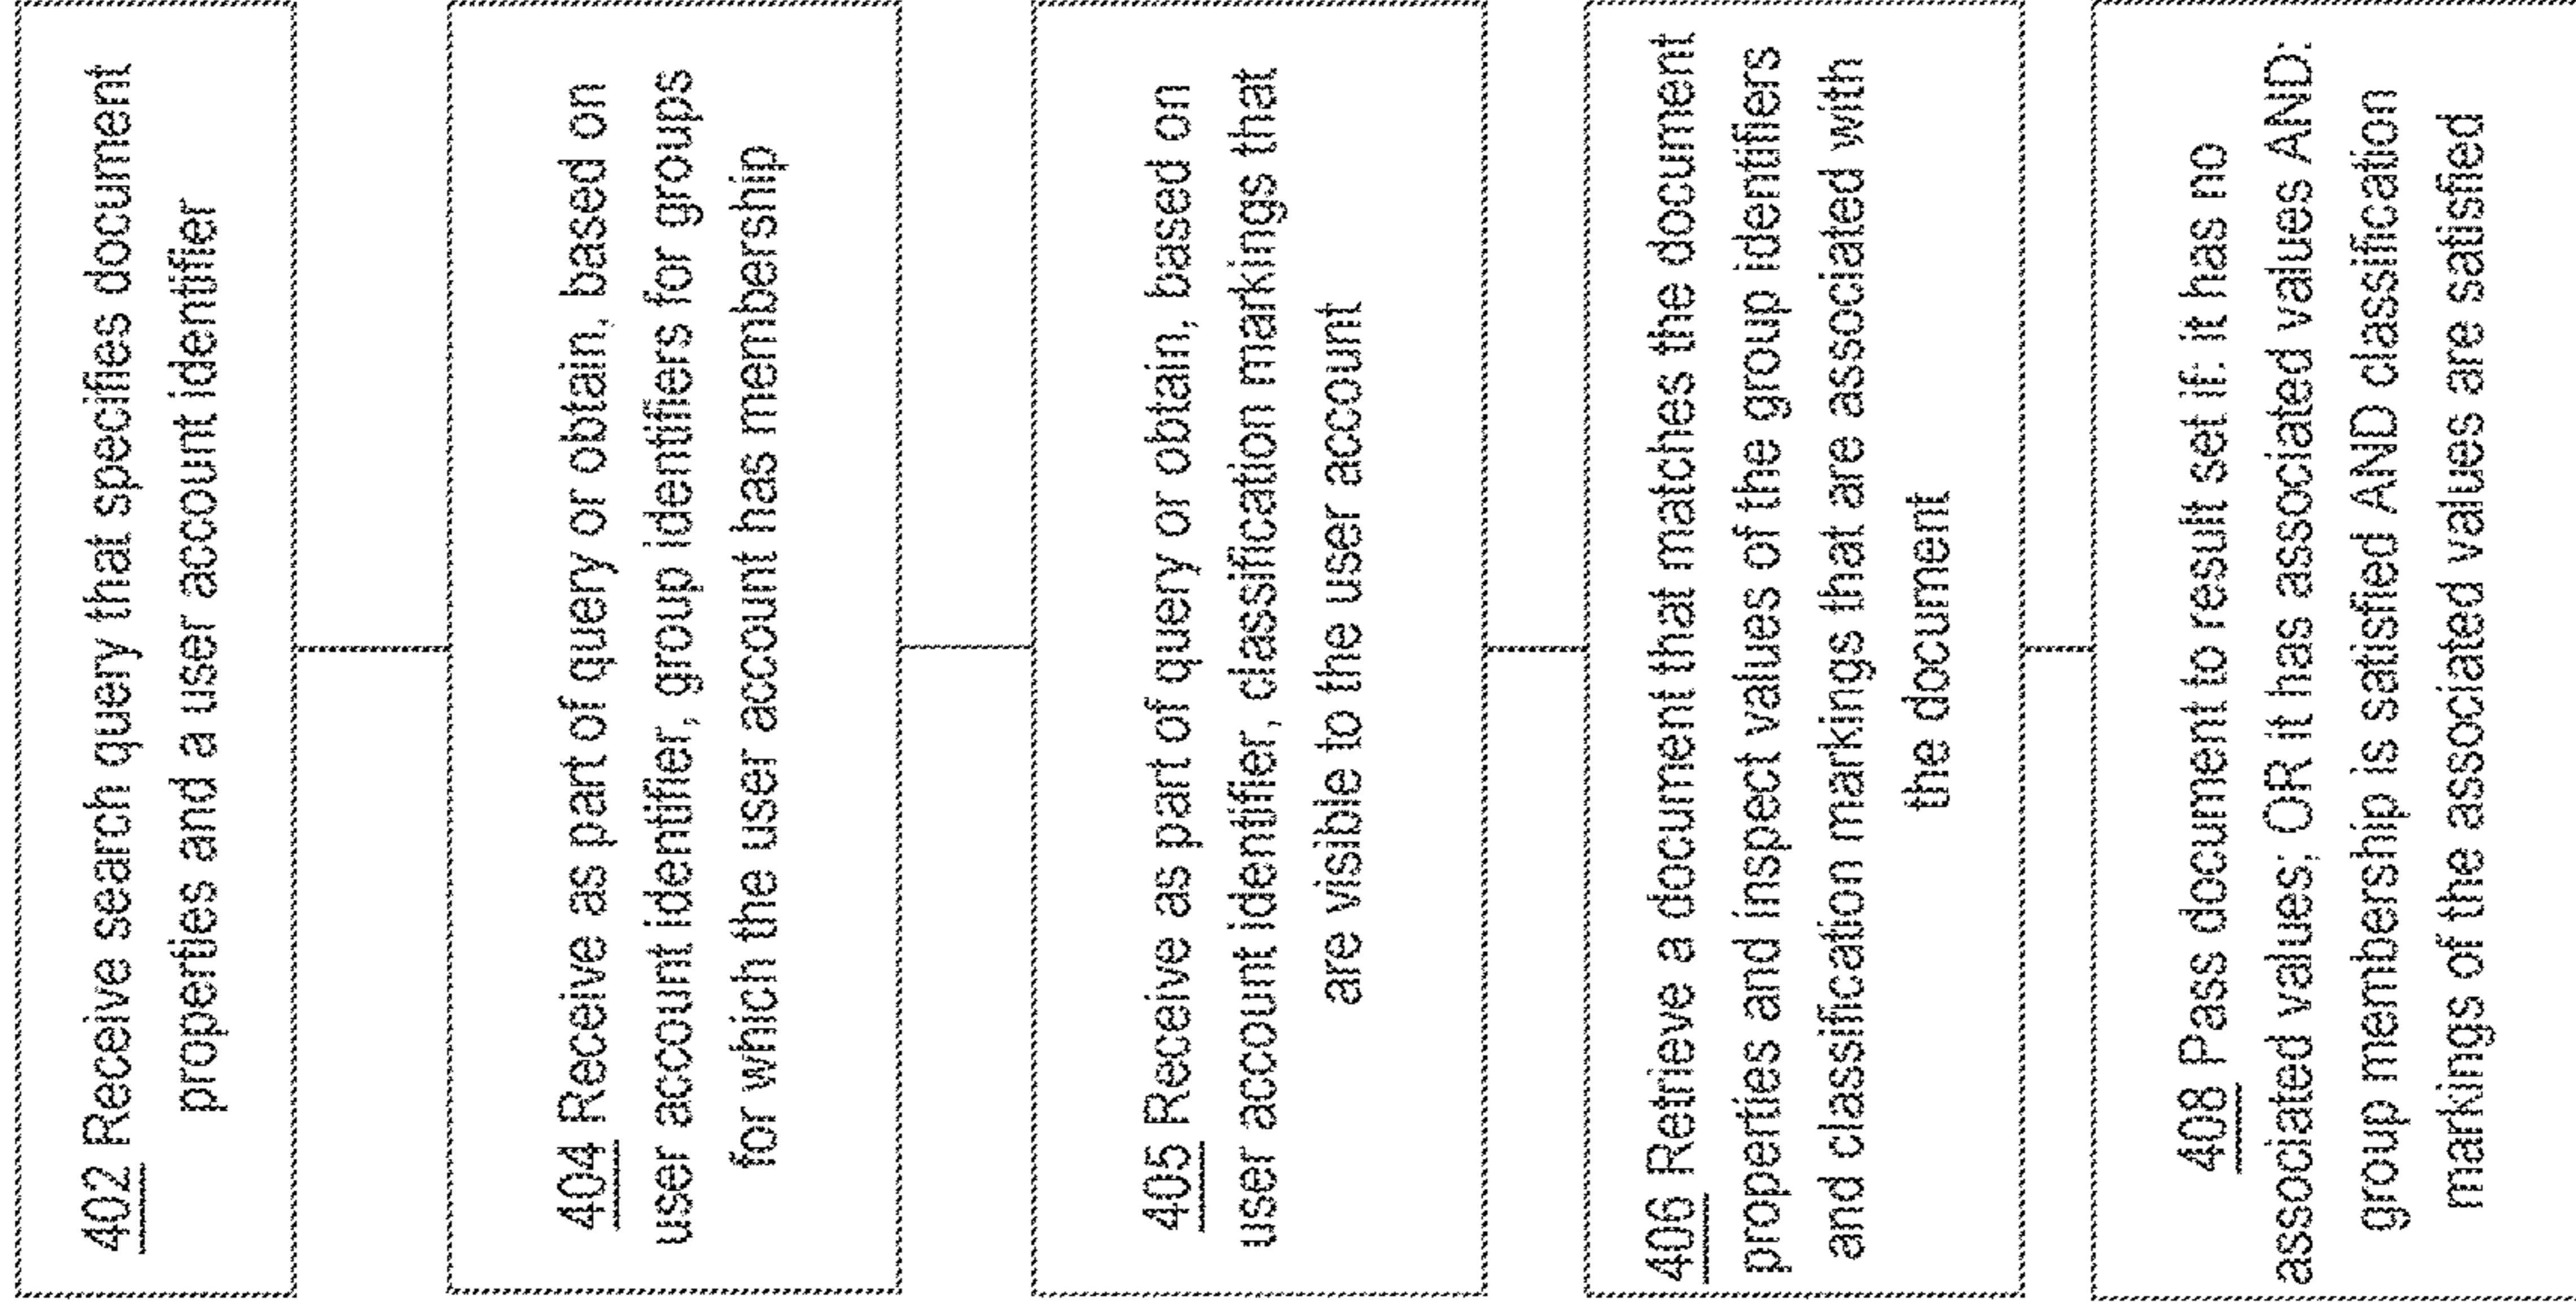 402 Receive search query that specifies document
properties and a user account identifier
404 Receive as part of query or obtain, based on
user account identifier, group identifiers for groups
for which the user account has membership
405 Receive as part of query or obtain, based on
user account identifier, classification markings that
are visible to the user account
406 Retrieve a document that matches the document
properties and inspect values of the group identifiers
and classification markings that are associated with
the document
408 Pass document to result set if: it has no
associated values; OR it has associated values AND:
group membership is satisfied AND classification
markings of the associated values are satisfied